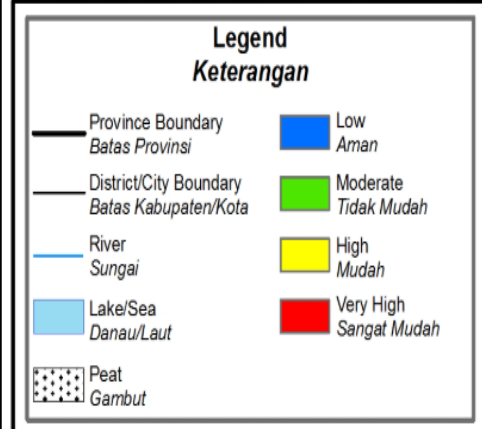 Legend
Keterangan
Province Boundary
Batas Provinsi
District/City Boundary
Batas Kabupaten/Kota
River
Sungai
Lake/Sea
Danau/Laut
Peat
Gambut
Low
Aman
Moderate
Tidak Mudah
High
Mudah
Very High
Sangat Mudah